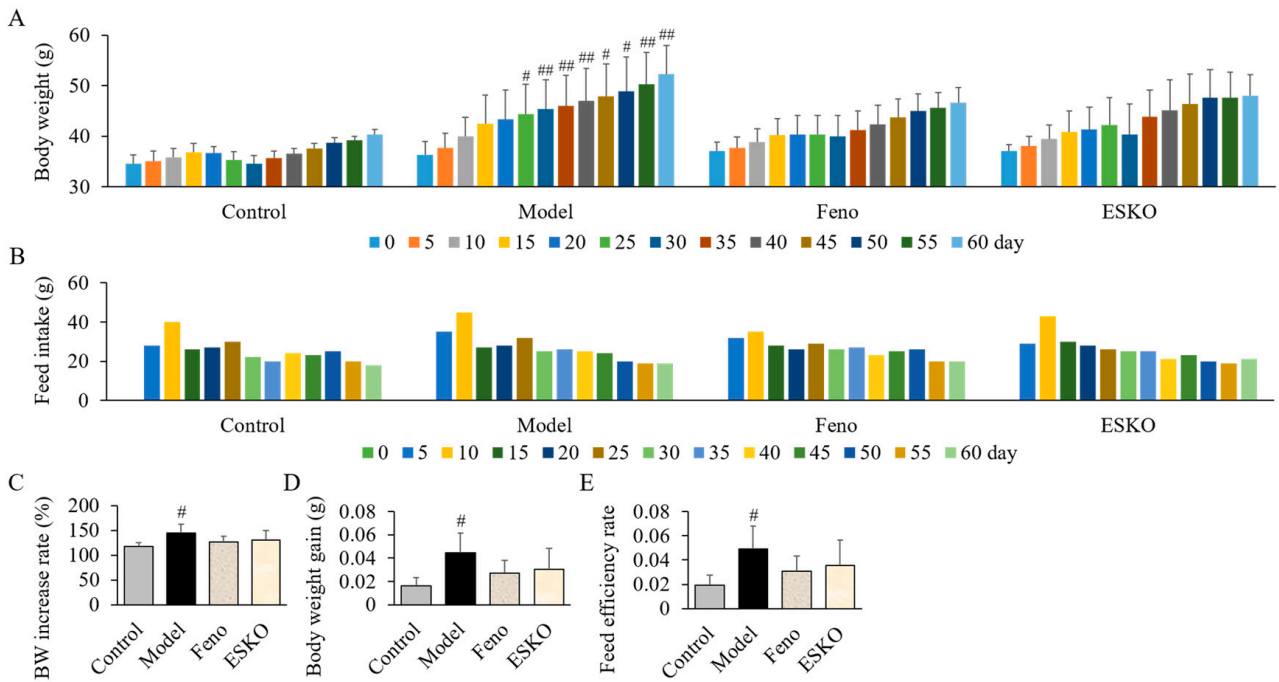 A
Body weight (g)
60
50
40
30
# ## ## ## # # ## ##
Control Model Feno ESKO
0 5 10 15 20 25 30 35 40 45 50 55 60 day
B
Feed intake (g)
60
40
20
0
Control Model Feno ESKO
0 5 10 15 20 25 30 35 40 45 50 55 60 day
C
BW increase rate (%)
200
150
100
50
0
#
Control Model Feno ESKO
D
Body weight gain (g)
0.08
0.06
0.04
0.02
0
#
Control Model Feno ESKO
E
Feed efficiency rate
0.08
0.06
0.04
0.02
0
#
Control Model Feno ESKO